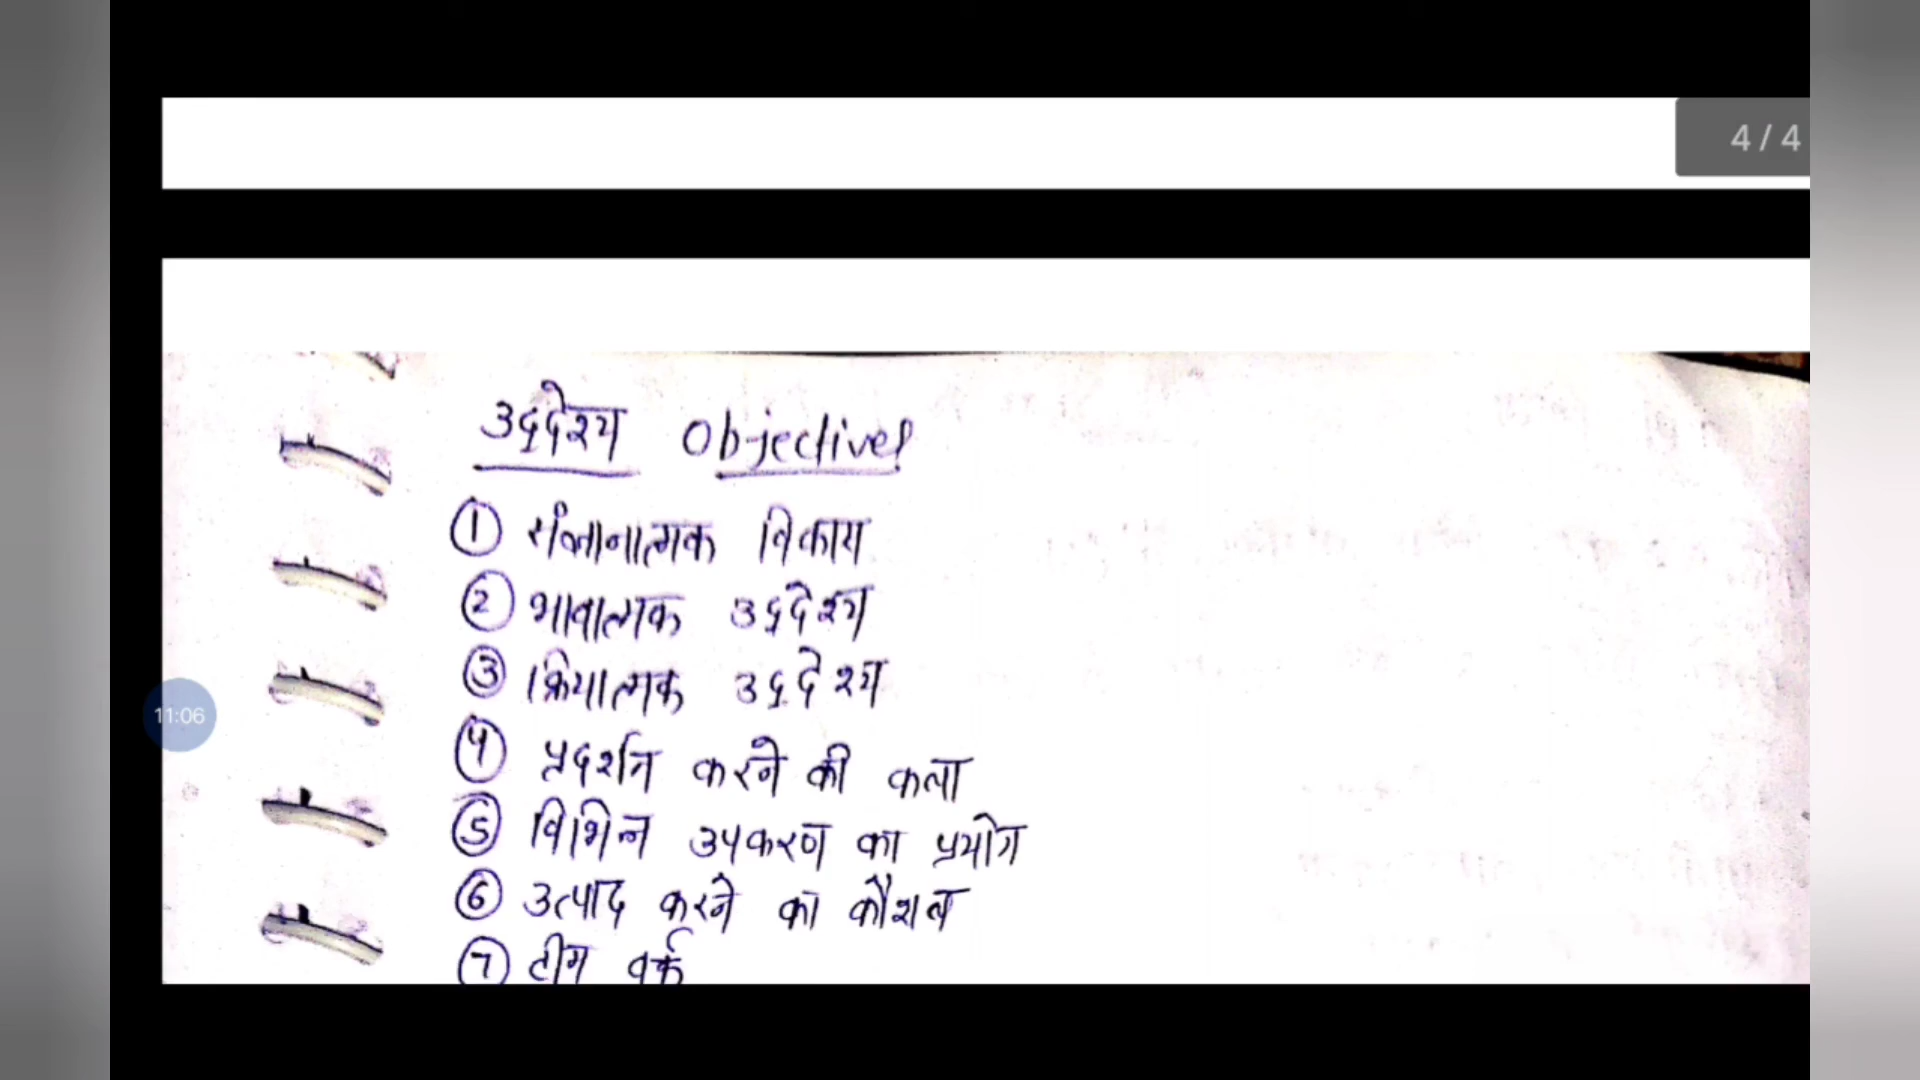 4 / 4
उद्देश्य Objectives
① संज्ञानात्मक विकास
② भावात्मक उद्देश्य
③ क्रियात्मक उद्देश्य
④ प्रदर्शन करने की कला
11:06
⑤ विभिन्न उपकरण का प्रयोग
⑥ उत्पाद करने का कौशल
⑦ टीम वर्क